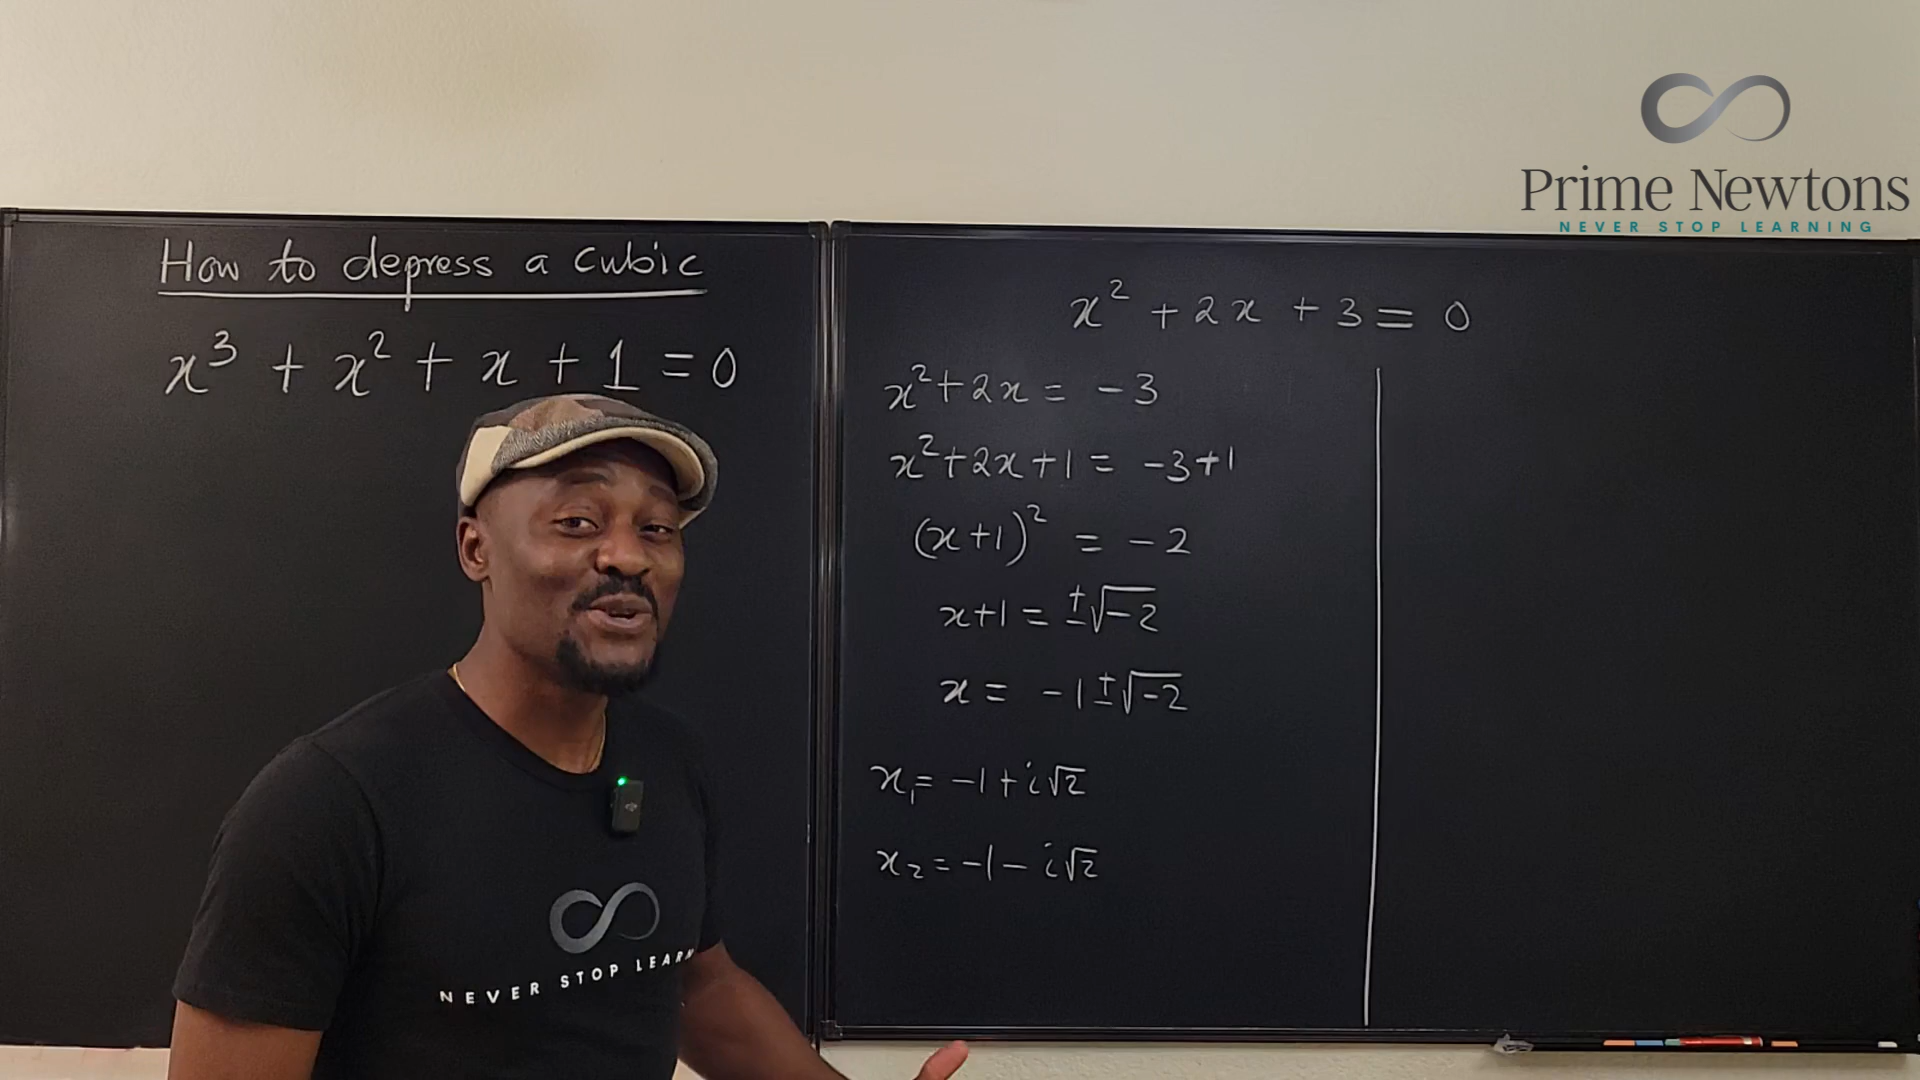 Prime Newtons
NEVER STOP LEARNING
How to depress a cubic
x³ + x² + x + 1 = 0
x² + 2x + 3 = 0
x² + 2x = -3
x² + 2x + 1 = -3 + 1
(x + 1)² = -2
x + 1 = ±√-2
x = -1 ± √-2
x₁ = -1 + i√2
x₂ = -1 - i√2
NEVER STOP LEARN